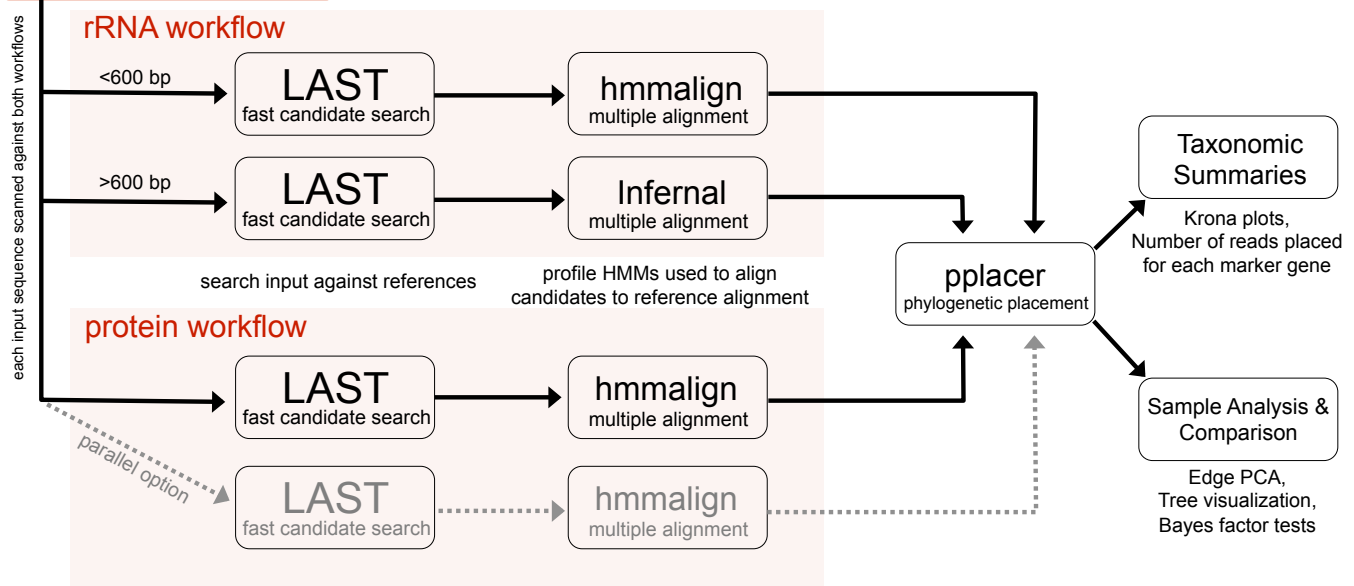 each input sequence scanned against both workflows
rRNA workflow
<600 bp
LAST
fast candidate search
hmmalign
multiple alignment
>600 bp
LAST
fast candidate search
Infernal
multiple alignment
search input against references
profile HMMs used to align
candidates to reference alignment
protein workflow
LAST
fast candidate search
hmmalign
multiple alignment
parallel option
LAST
fast candidate search
hmmalign
multiple alignment
pplacer
phylogenetic placement
Taxonomic
Summaries
Krona plots,
Number of reads placed
for each marker gene
Sample Analysis &
Comparison
Edge PCA,
Tree visualization,
Bayes factor tests